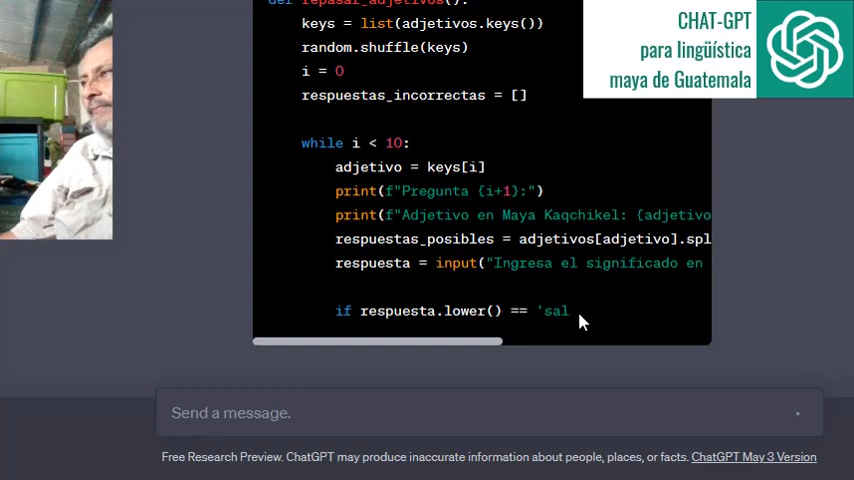 CHAT-GPT
para lingüística
maya de Guatemala
def repasar_adjetivos():
keys = list(adjetivos.keys())
random.shuffle(keys)
i = 0
respuestas_incorrectas = []
while i < 10:
adjetivo = keys[i]
print(f"Pregunta {i+1}:")
print(f"Adjetivo en Maya Kaqchikel: {adjetivo
respuestas_posibles = adjetivos[adjetivo].spl
respuesta = input("Ingresa el significado en
if respuesta.lower() == 'sal
Send a message.
Free Research Preview. ChatGPT may produce inaccurate information about people, places, or facts. ChatGPT May 3 Version